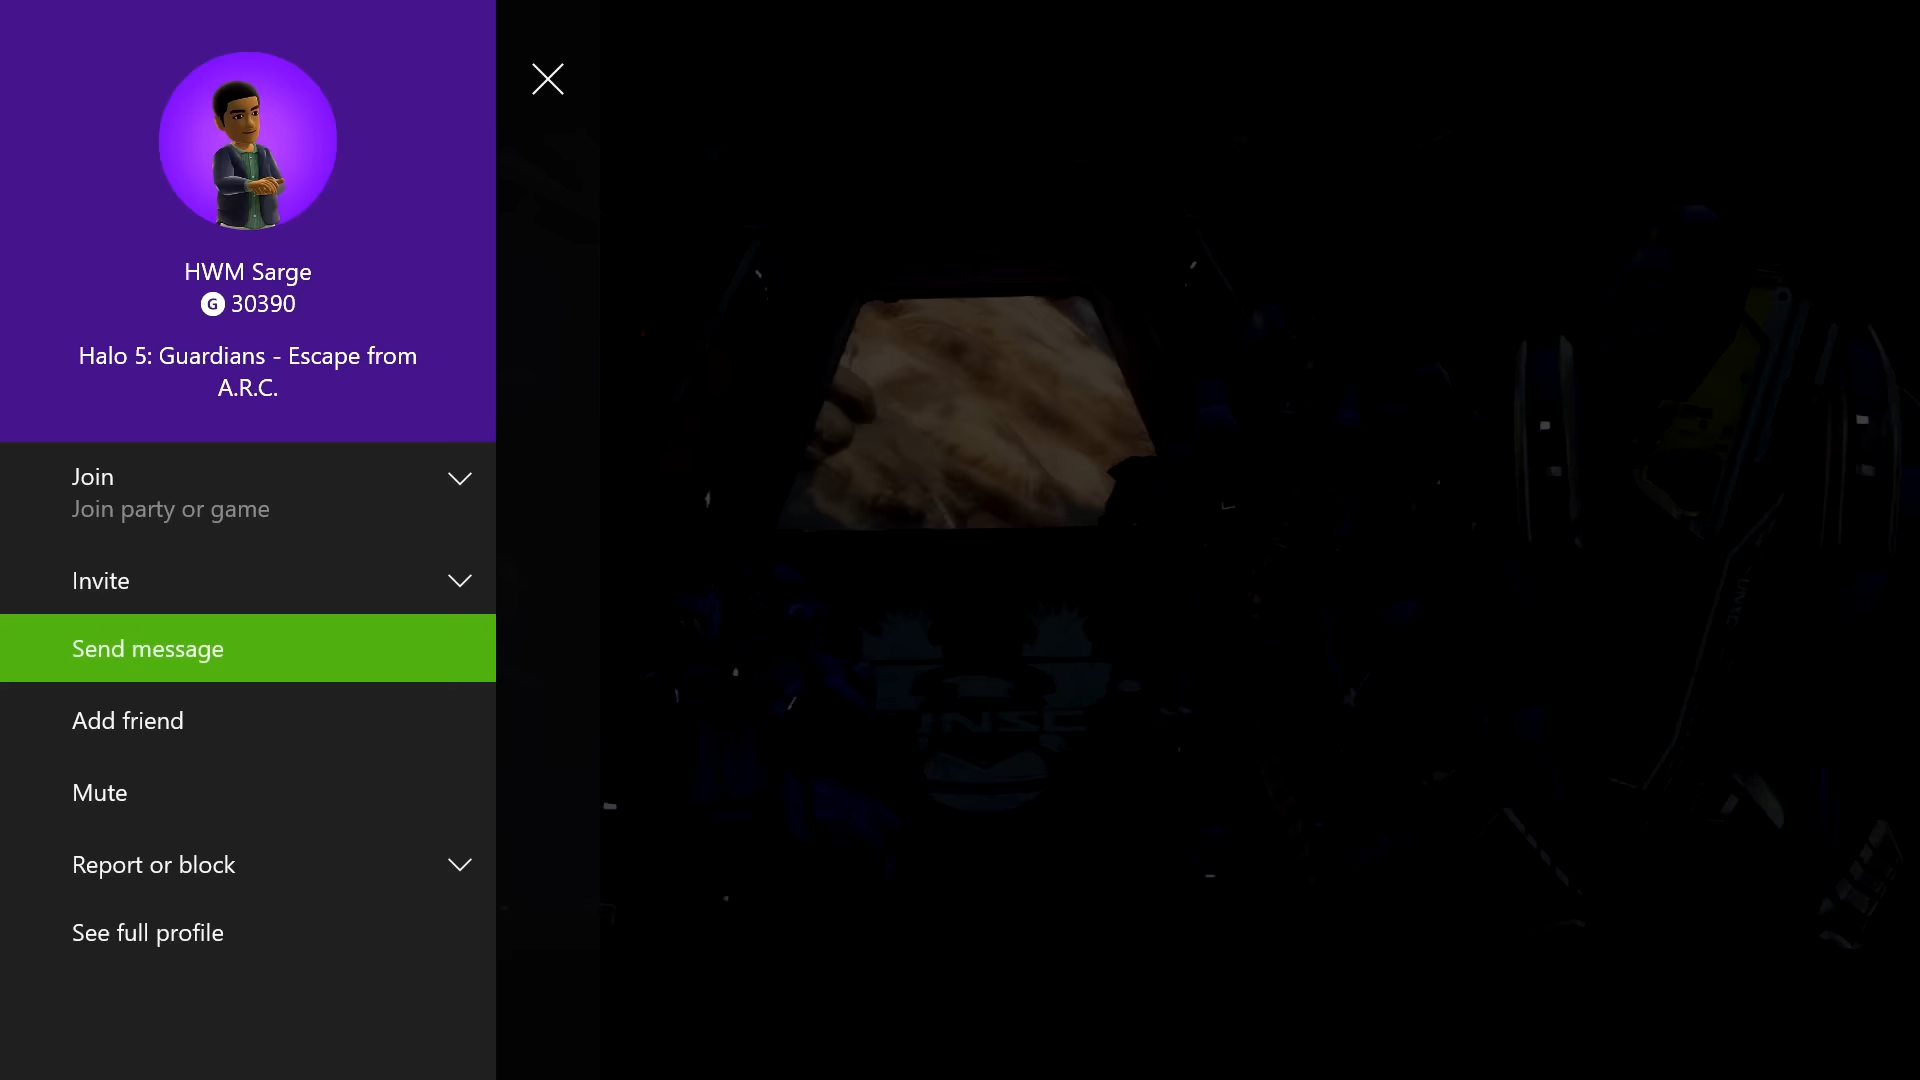 HWM Sarge
G 30390
Halo 5: Guardians - Escape from
A.R.C.
Join
Join party or game
Invite
Send message
Add friend
Mute
Report or block
See full profile